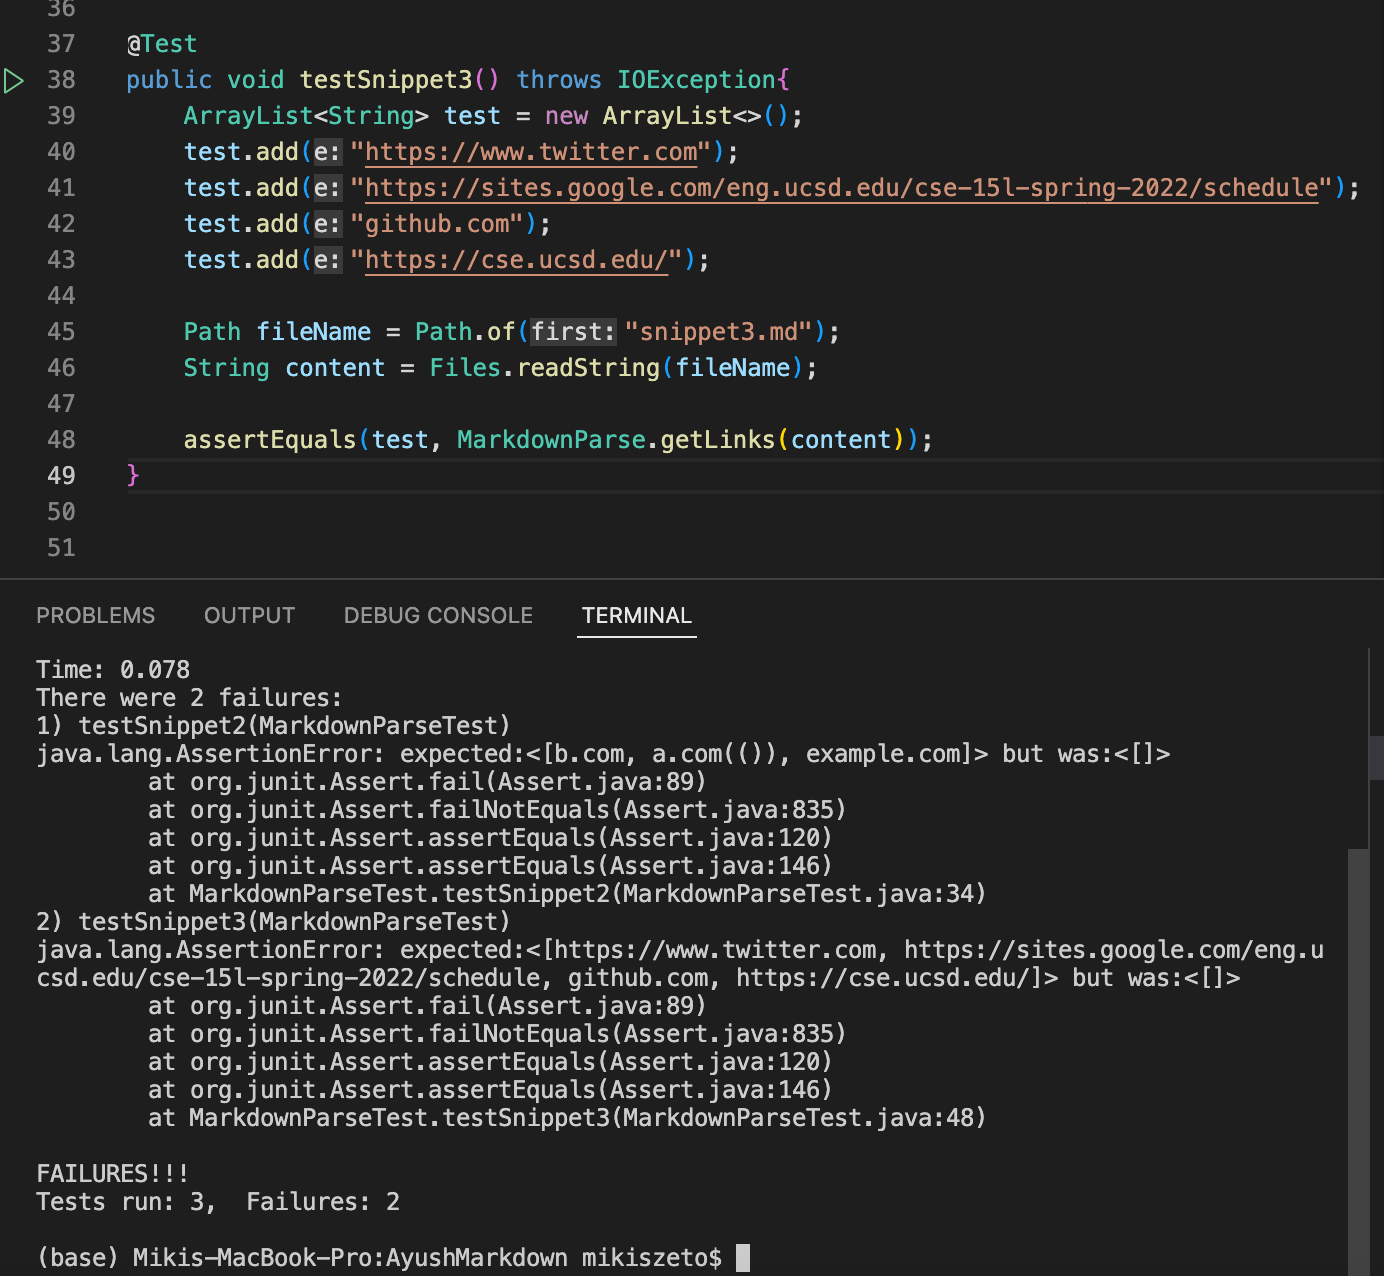 36
37 @Test
38 public void testSnippet3() throws IOException{
39 ArrayList<String> test = new ArrayList<>();
40 test.add(e: "https://www.twitter.com");
41 test.add(e: "https://sites.google.com/eng.ucsd.edu/cse-15l-spring-2022/schedule");
42 test.add(e: "github.com");
43 test.add(e: "https://cse.ucsd.edu/");
44
45 Path fileName = Path.of(first: "snippet3.md");
46 String content = Files.readString(fileName);
47
48 assertEquals(test, MarkdownParse.getLinks(content));
49 }
50
51
PROBLEMS OUTPUT DEBUG CONSOLE TERMINAL
Time: 0.078
There were 2 failures:
1) testSnippet2(MarkdownParseTest)
java.lang.AssertionError: expected:<[b.com, a.com(()), example.com]> but was:<[]>
at org.junit.Assert.fail(Assert.java:89)
at org.junit.Assert.failNotEquals(Assert.java:835)
at org.junit.Assert.assertEquals(Assert.java:120)
at org.junit.Assert.assertEquals(Assert.java:146)
at MarkdownParseTest.testSnippet2(MarkdownParseTest.java:34)
2) testSnippet3(MarkdownParseTest)
java.lang.AssertionError: expected:<[https://www.twitter.com, https://sites.google.com/eng.u
csd.edu/cse-15l-spring-2022/schedule, github.com, https://cse.ucsd.edu/]> but was:<[]>
at org.junit.Assert.fail(Assert.java:89)
at org.junit.Assert.failNotEquals(Assert.java:835)
at org.junit.Assert.assertEquals(Assert.java:120)
at org.junit.Assert.assertEquals(Assert.java:146)
at MarkdownParseTest.testSnippet3(MarkdownParseTest.java:48)
FAILURES!!!
Tests run: 3,  Failures: 2
(base) Mikis-MacBook-Pro:AyushMarkdown mikiszeto$